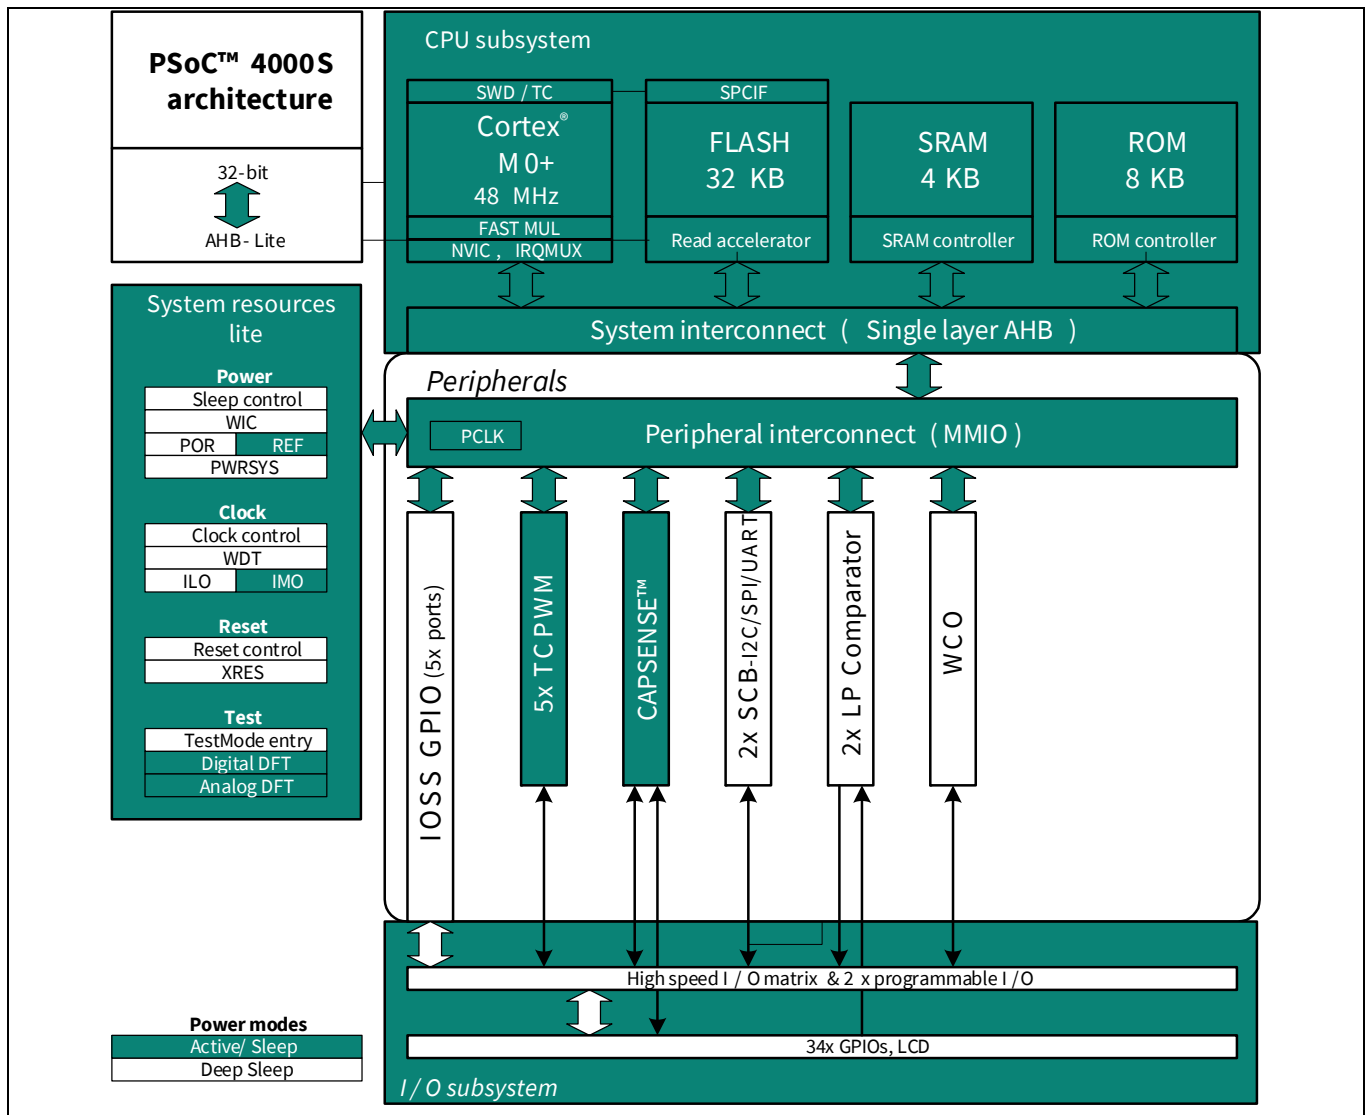 PSoC™ 4000S
architecture
32-bit
AHB- Lite
CPU subsystem
SWD / TC
Cortex®
M 0+
48 MHz
FAST MUL
NVIC , IRQMUX
SPCIF
FLASH
32 KB
Read accelerator
SRAM
4 KB
SRAM controller
ROM
8 KB
ROM controller
System interconnect ( Single layer AHB )
System resources
lite
Power
Sleep control
WIC
POR
REF
PWRSYS
Clock
Clock control
WDT
ILO
IMO
Reset
Reset control
XRES
Test
TestMode entry
Digital DFT
Analog DFT
Peripherals
PCLK
Peripheral interconnect ( MMIO )
IOSS GPIO (5x ports)
5x TCPWM
CAPSENSE™
2x SCB-I2C/SPI/UART
2x LP Comparator
WCO
High speed I / O matrix & 2 x programmable I / O
34x GPIOs, LCD
I / O subsystem
Power modes
Active/ Sleep
Deep Sleep